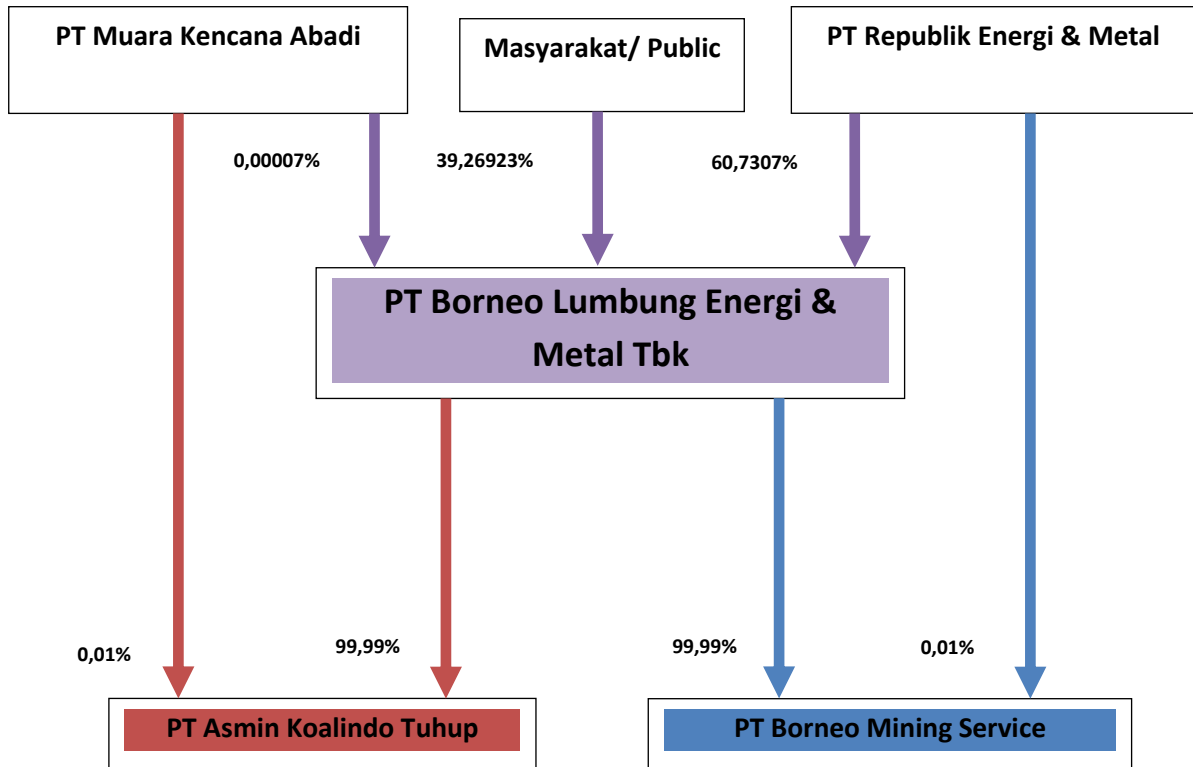 PT Muara Kencana Abadi
Masyarakat/ Public
PT Republik Energi & Metal
0,00007%
39,26923%
60,7307%
PT Borneo Lumbung Energi &
Metal Tbk
0,01%
99,99%
99,99%
0,01%
PT Asmin Koalindo Tuhup
PT Borneo Mining Service